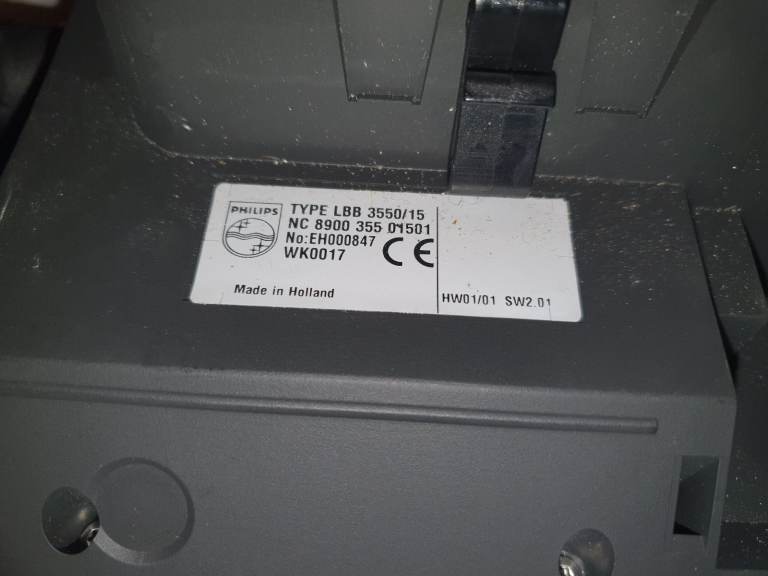 PHILIPS
TYPE LBB 3550/15
NC 8900 355 01501
No:EH000847
WK0017
CE
Made in Holland
HW01/01 SW2.01